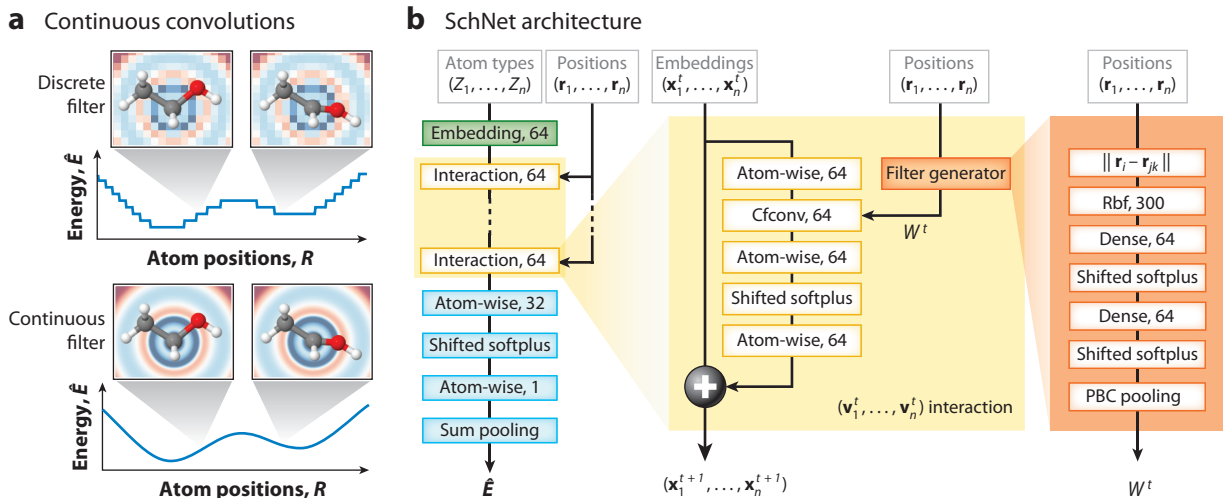 a Continuous convolutions
Discrete
filter
Energy, Ê
Atom positions, R
Continuous
filter
Energy, Ê
Atom positions, R
b SchNet architecture
Atom types
(Z₁, . . . , Zₙ)
Positions
(r₁, . . . , rₙ)
Embedding, 64
Interaction, 64
Interaction, 64
Atom-wise, 32
Shifted softplus
Atom-wise, 1
Sum pooling
Ê
Embeddings
(x₁ᵗ, . . . , xₙᵗ)
Positions
(r₁, . . . , rₙ)
Atom-wise, 64
Filter generator
Cfconv, 64
Wᵗ
Atom-wise, 64
Shifted softplus
Atom-wise, 64
+
(v₁ᵗ, . . . , vₙᵗ) interaction
(x₁ᵗ⁺¹, . . . , xₙᵗ⁺¹)
Positions
(r₁, . . . , rₙ)
|| rᵢ – rⱼₖ ||
Rbf, 300
Dense, 64
Shifted softplus
Dense, 64
Shifted softplus
PBC pooling
Wᵗ